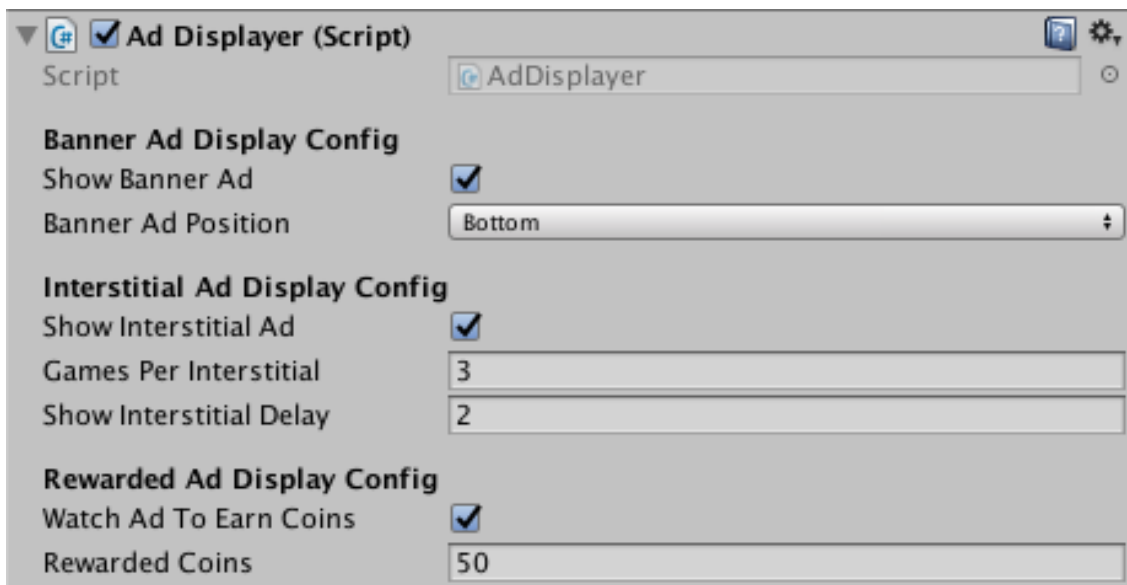 Ad Displayer (Script)
Script AdDisplayer
Banner Ad Display Config
Show Banner Ad
Banner Ad Position Bottom
Interstitial Ad Display Config
Show Interstitial Ad
Games Per Interstitial 3
Show Interstitial Delay 2
Rewarded Ad Display Config
Watch Ad To Earn Coins
Rewarded Coins 50